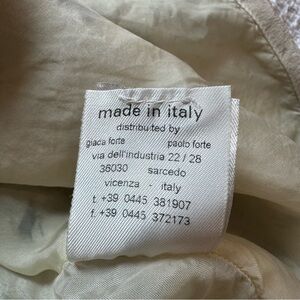 made in italy
distributed by
giada forte paolo forte
via dell'industria 22 / 28
36030 sarcedo
vicenza - italy
t. +39 0445 381907
f. +39 0445 372173